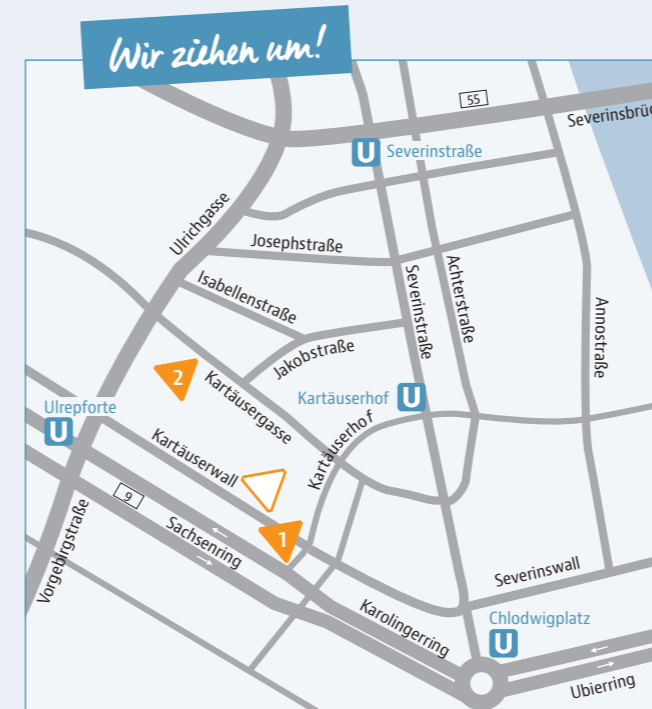 Wir ziehen um!
55
Severinsbrüc
U Severinstraße
Ulrichgasse
Josephstraße
Isabellenstraße
Severinstraße
Achterstraße
Annostraße
Jakobstraße
2
Kartäusergasse
Kartäuserhof U
Ulrepforte
U
Kartäuserhof
Kartäuserwall
1
9
Sachsenring
Vorgebirgstraße
Severinswall
Karolingerring
Chlodwigplatz
U
Ubierring